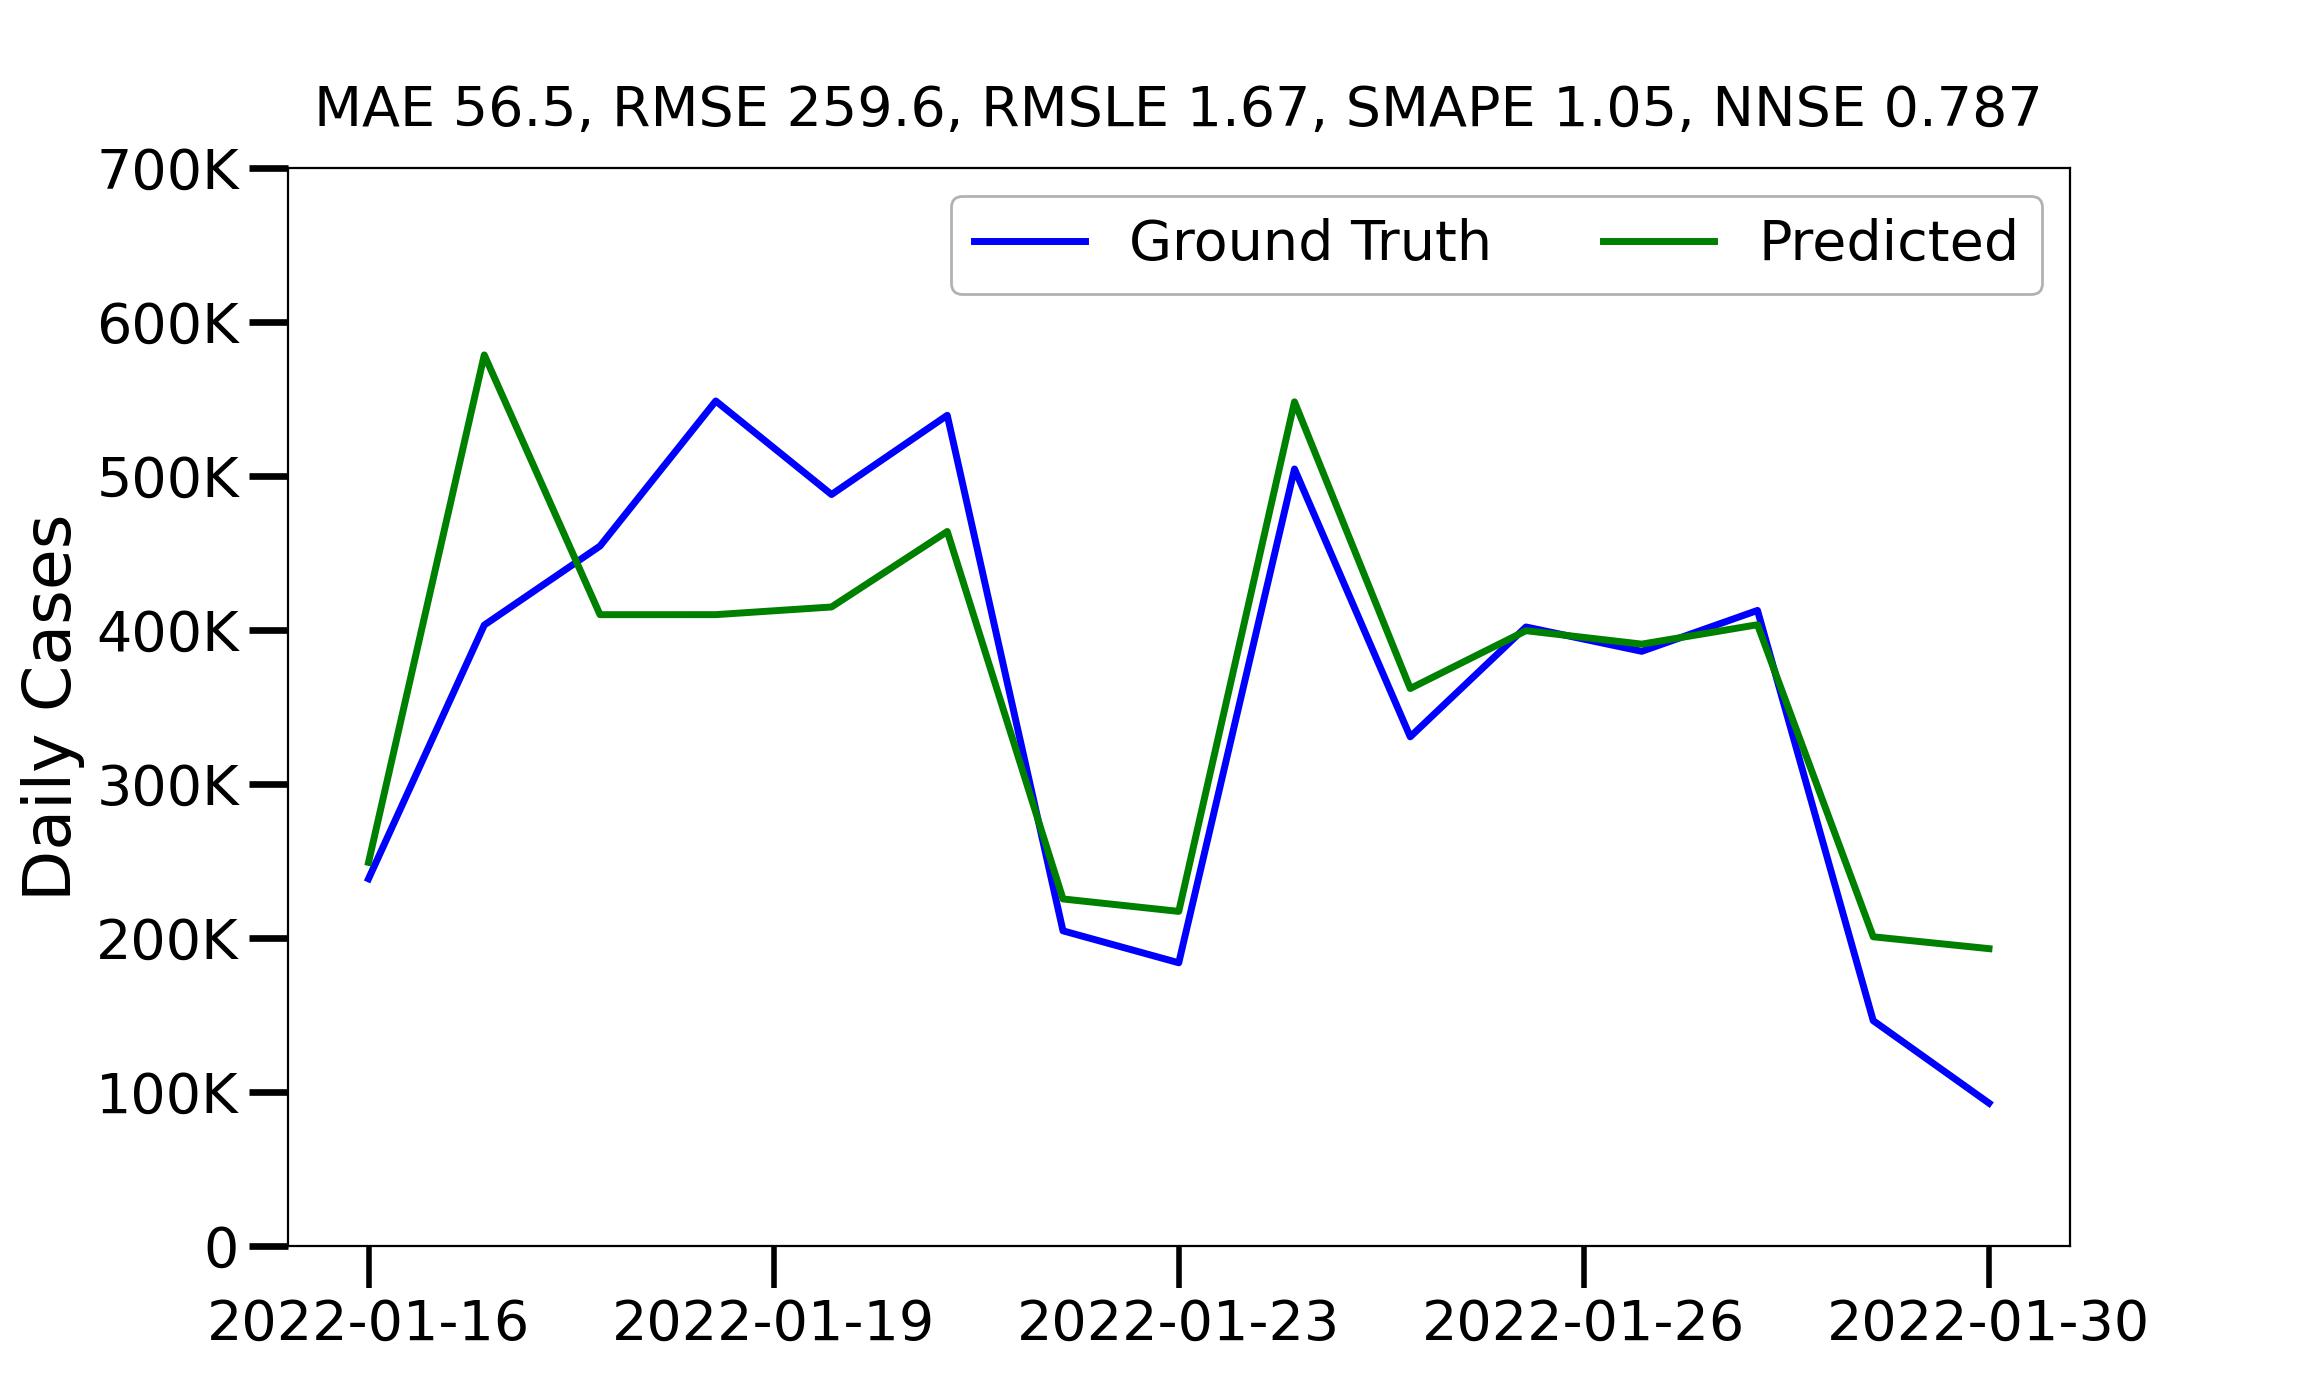 MAE 56.5, RMSE 259.6, RMSLE 1.67, SMAPE 1.05, NNSE 0.787
Ground Truth Predicted
Daily Cases
700K
600K
500K
400K
300K
200K
100K
0
2022-01-16 2022-01-19 2022-01-23 2022-01-26 2022-01-30